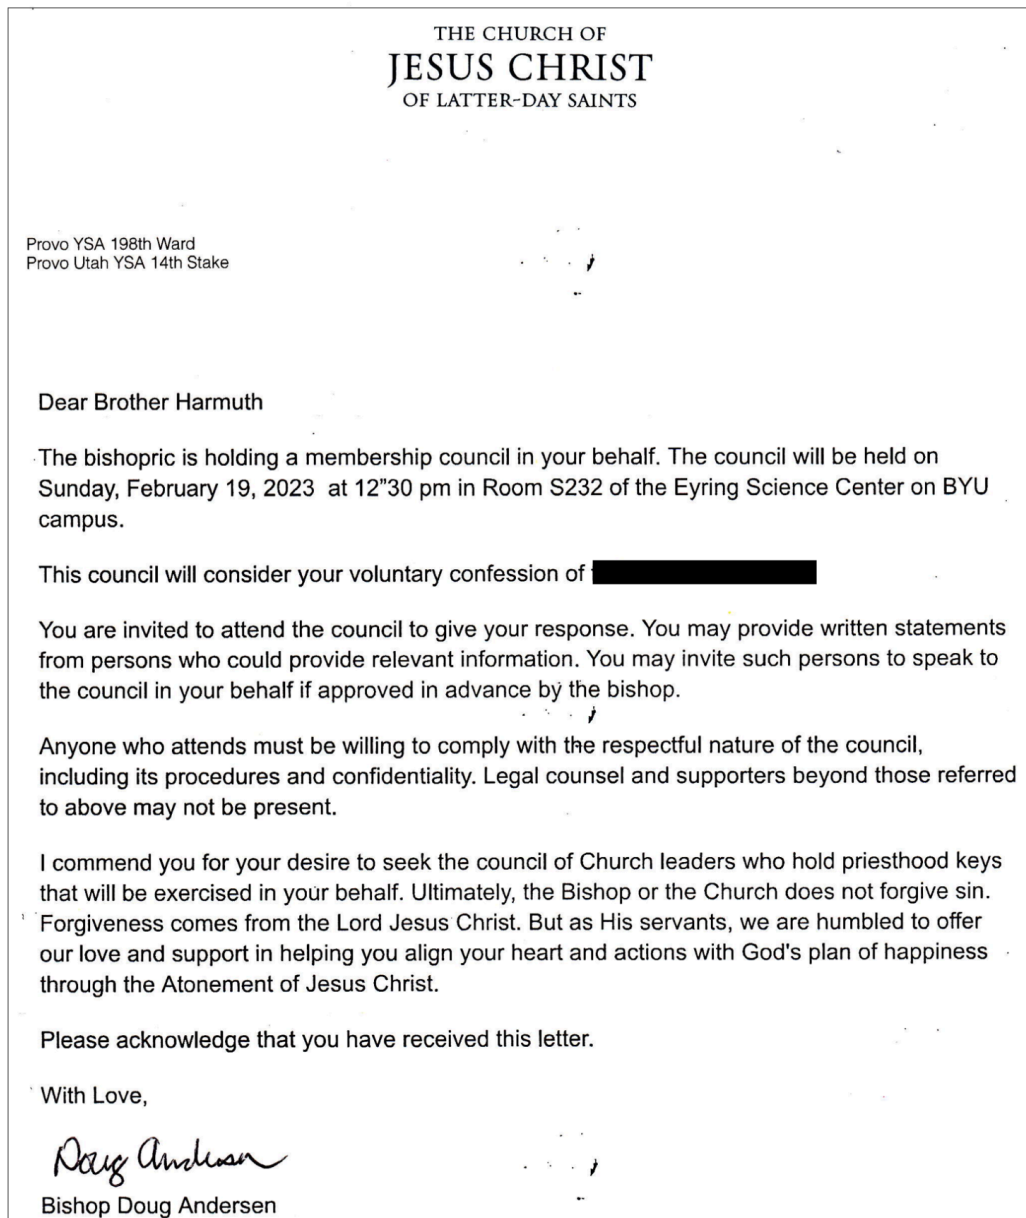 THE CHURCH OF
JESUS CHRIST
OF LATTER-DAY SAINTS
Provo YSA 198th Ward
Provo Utah YSA 14th Stake
Dear Brother Harmuth
The bishopric is holding a membership council in your behalf. The council will be held on
Sunday, February 19, 2023 at 12"30 pm in Room S232 of the Eyring Science Center on BYU
campus.
This council will consider your voluntary confession of
You are invited to attend the council to give your response. You may provide written statements
from persons who could provide relevant information. You may invite such persons to speak to
the council in your behalf if approved in advance by the bishop.
Anyone who attends must be willing to comply with the respectful nature of the council,
including its procedures and confidentiality. Legal counsel and supporters beyond those referred
to above may not be present.
I commend you for your desire to seek the council of Church leaders who hold priesthood keys
that will be exercised in your behalf. Ultimately, the Bishop or the Church does not forgive sin.
Forgiveness comes from the Lord Jesus Christ. But as His servants, we are humbled to offer
our love and support in helping you align your heart and actions with God's plan of happiness
through the Atonement of Jesus Christ.
Please acknowledge that you have received this letter.
With Love,
Doug Andersen
Bishop Doug Andersen